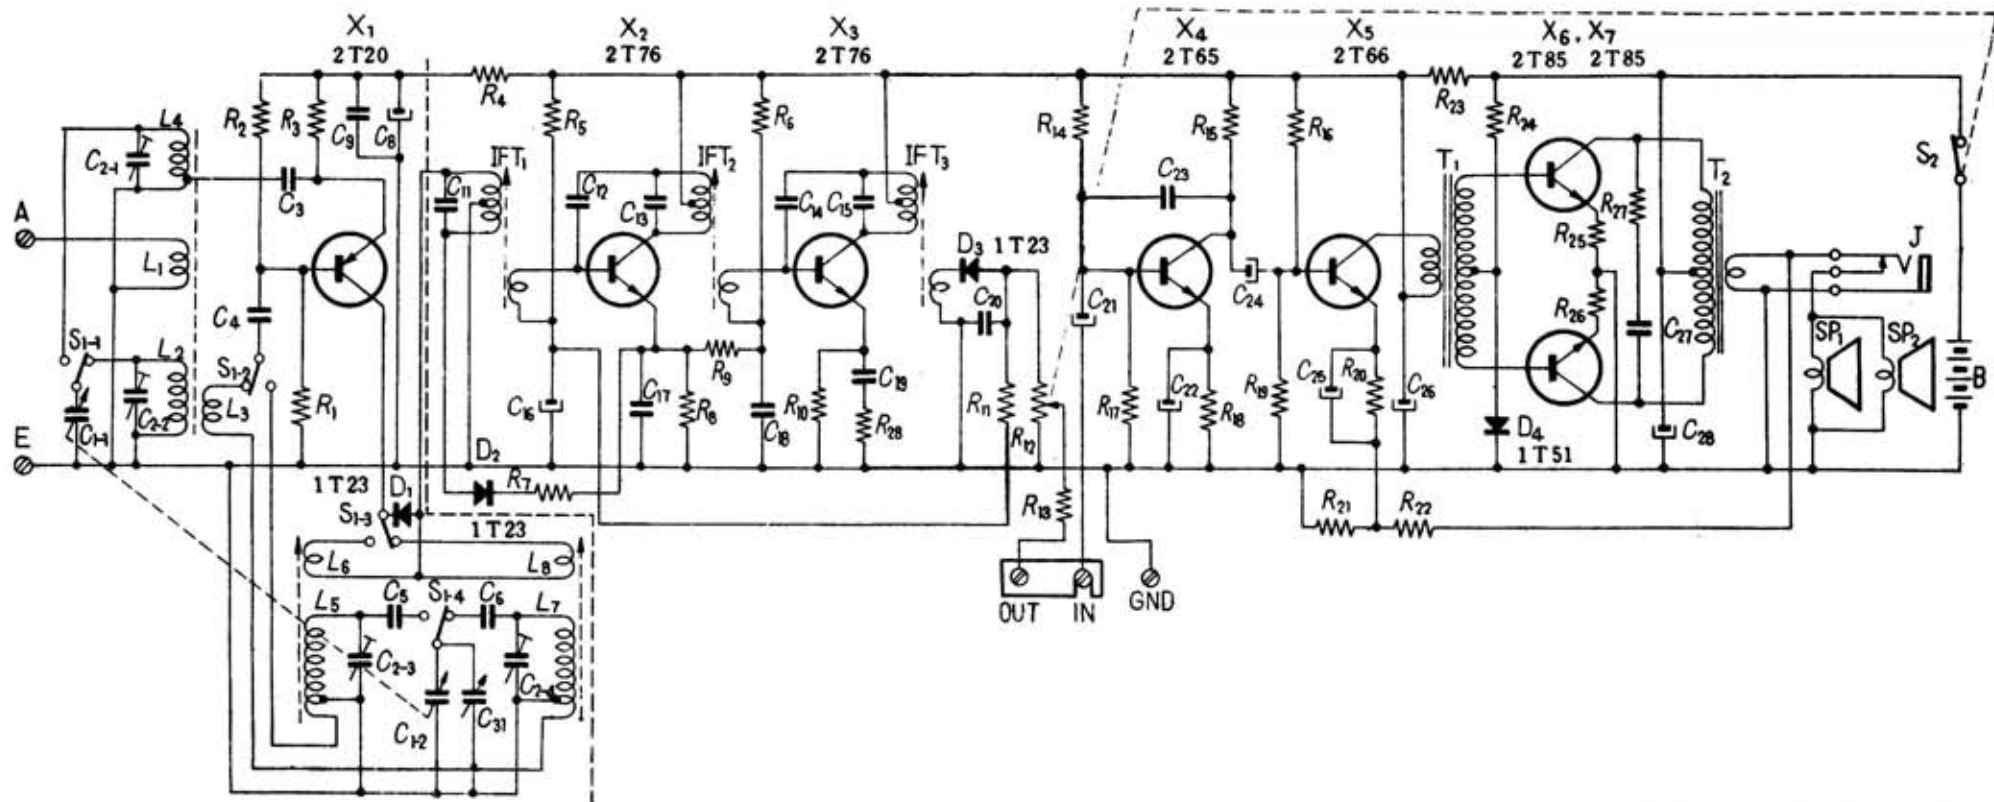 X1 X2 X3 X4 X5 X6, X7
2T20 2T76 2T76 2T65 2T66 2T85 2T85
L4 R2 R3 C9 C8 R4 R5 R6 R14 R15 R16 R23 R24 S2
C2-1 IFT1 IFT2 IFT3 T1 T2
C3 C11 C12 C13 C14 C15 C23 R27
A L1 D3 1T23 R25 J
C4 C20 C21 C24 R26 C27 SP1 SP2
S1-1 L2 S1-2 R9 B
C1-1 C2-2 L3 R1 C16 C17 R8 C18 R10 C19 R28 R11 R12 R17 C22 R18 R19 C25 R20 C26 D4 C28
E D2 1T51
1T23 D1 R7 R13 R21 R22
S1-3 1T23
L6 L8
L5 C5 S1-4 C6 L7 OUT IN GND
C2-3 C2-4
C1-2 C31